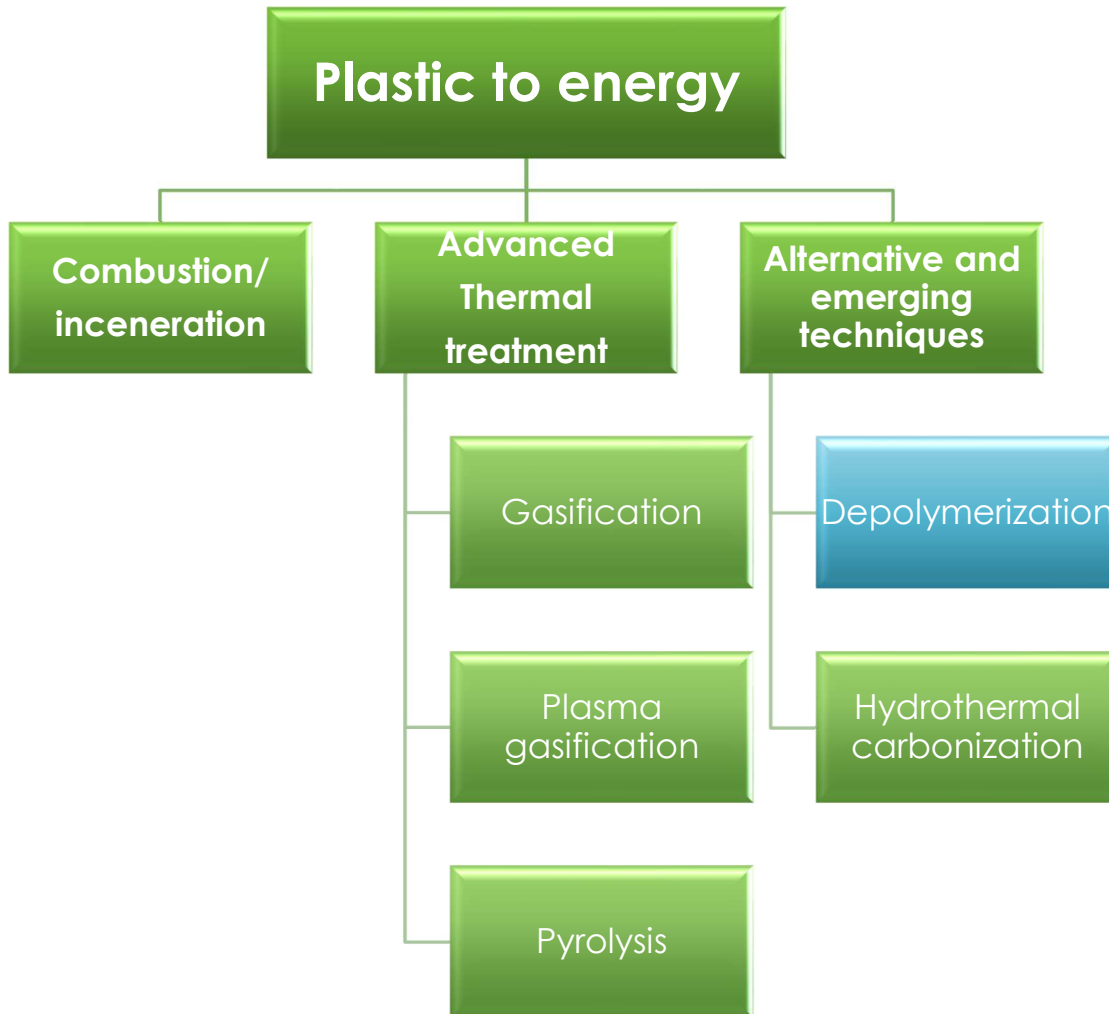 Plastic to energy
Combustion/
inceneration
Advanced
Thermal
treatment
Alternative and
emerging
techniques
Gasification
Depolymerization
Plasma
gasification
Hydrothermal
carbonization
Pyrolysis